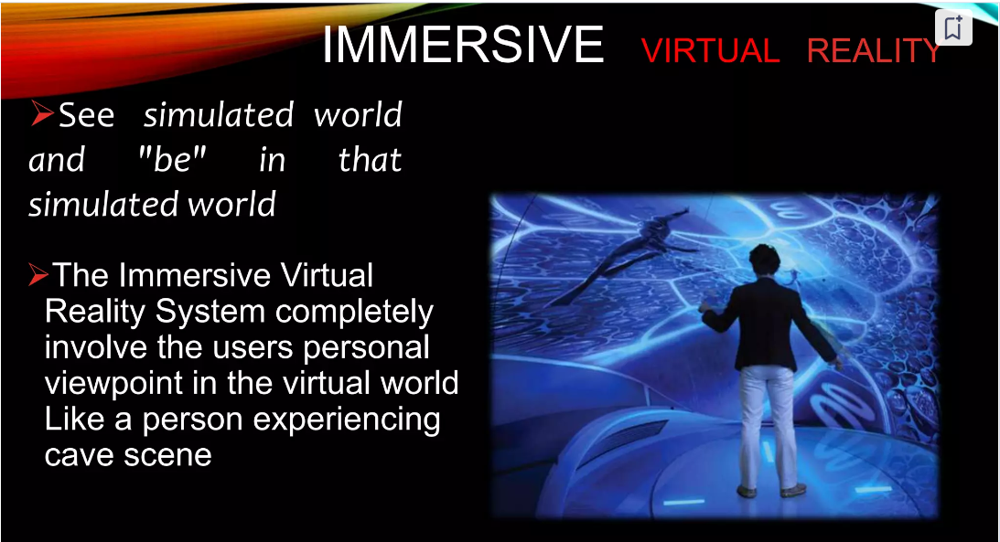 IMMERSIVE VIRTUAL REALITY
➢See simulated world
and "be" in that
simulated world
➢The Immersive Virtual
Reality System completely
involve the users personal
viewpoint in the virtual world
Like a person experiencing
cave scene